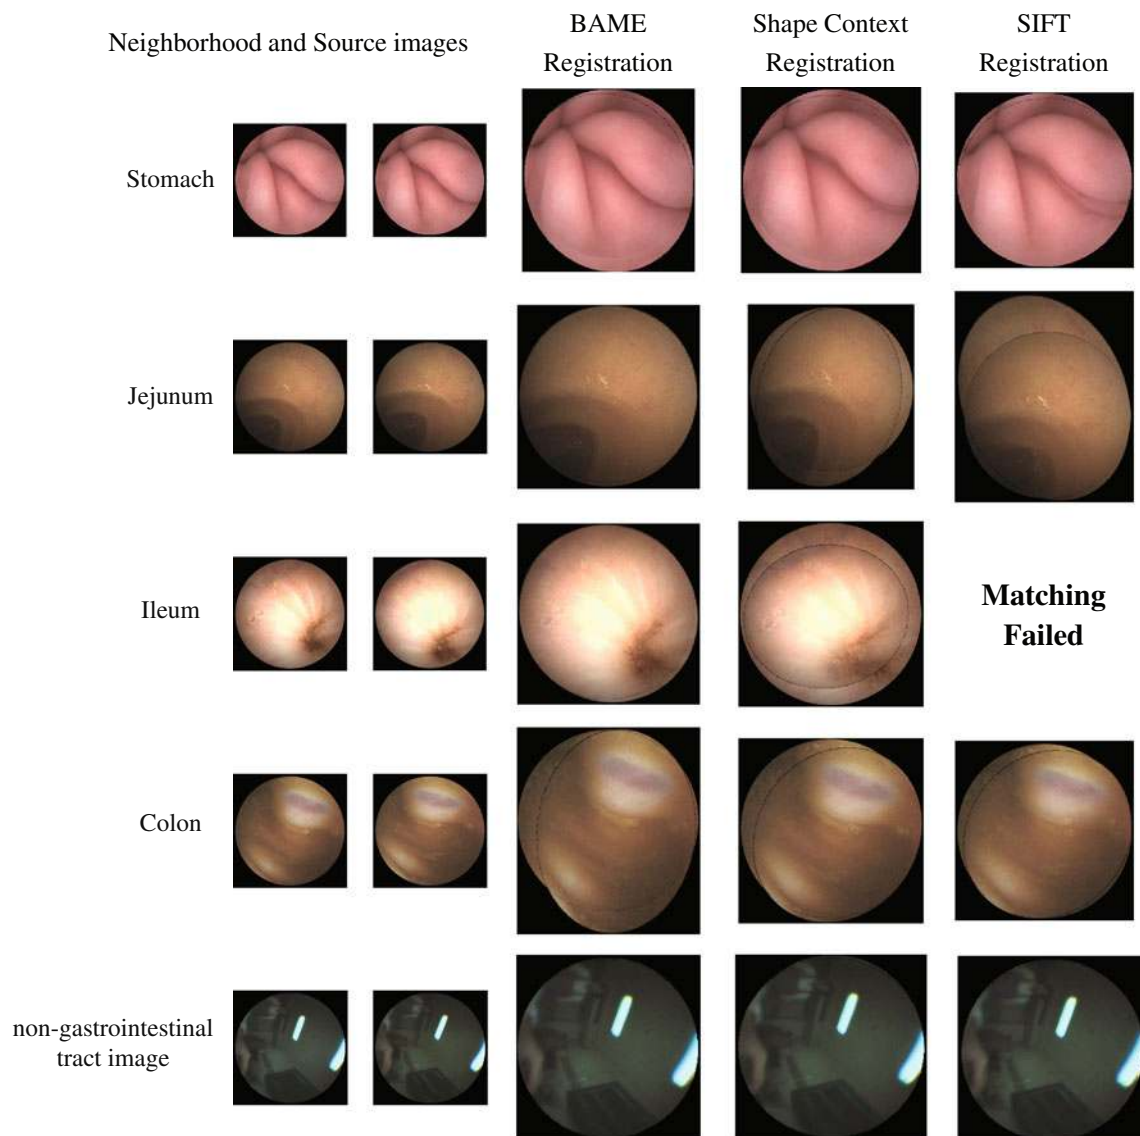 Neighborhood and Source images
BAME
Registration
Shape Context
Registration
SIFT
Registration
Stomach
Jejunum
Ileum
Matching
Failed
Colon
non-gastrointestinal
tract image